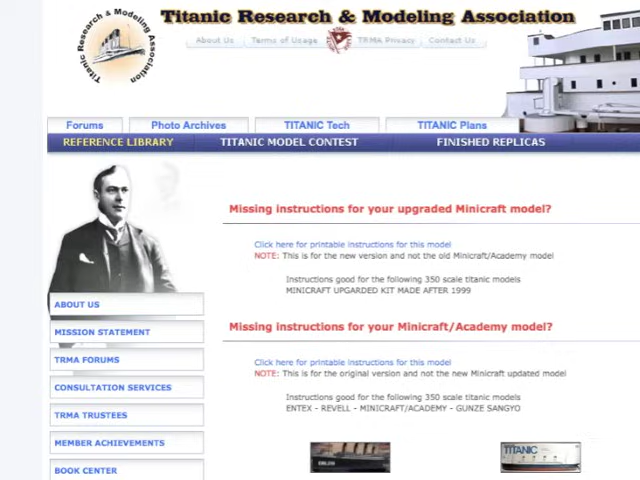 Titanic Research & Modeling Association
Titanic Research & Modeling Association
About Us
Terms of Usage
TRMA Privacy
Contact Us
Forums
Photo Archives
TITANIC Tech
TITANIC Plans
REFERENCE LIBRARY
TITANIC MODEL CONTEST
FINISHED REPLICAS
Missing instructions for your upgraded Minicraft model?
Click here for printable instructions for this model
NOTE: This is for the new version and not the old Minicraft/Academy model
Instructions good for the following 350 scale titanic models
MINICRAFT UPGARDED KIT MADE AFTER 1999
ABOUT US
MISSION STATEMENT
TRMA FORUMS
CONSULTATION SERVICES
TRMA TRUSTEES
MEMBER ACHIEVEMENTS
BOOK CENTER
Missing instructions for your Minicraft/Academy model?
Click here for printable instructions for this model
NOTE: This is for the original version and not the new Minicraft updated model
Instructions good for the following 350 scale titanic models
ENTEX - REVELL - MINICRAFT/ACADEMY - GUNZE SANGYO
TITANIC